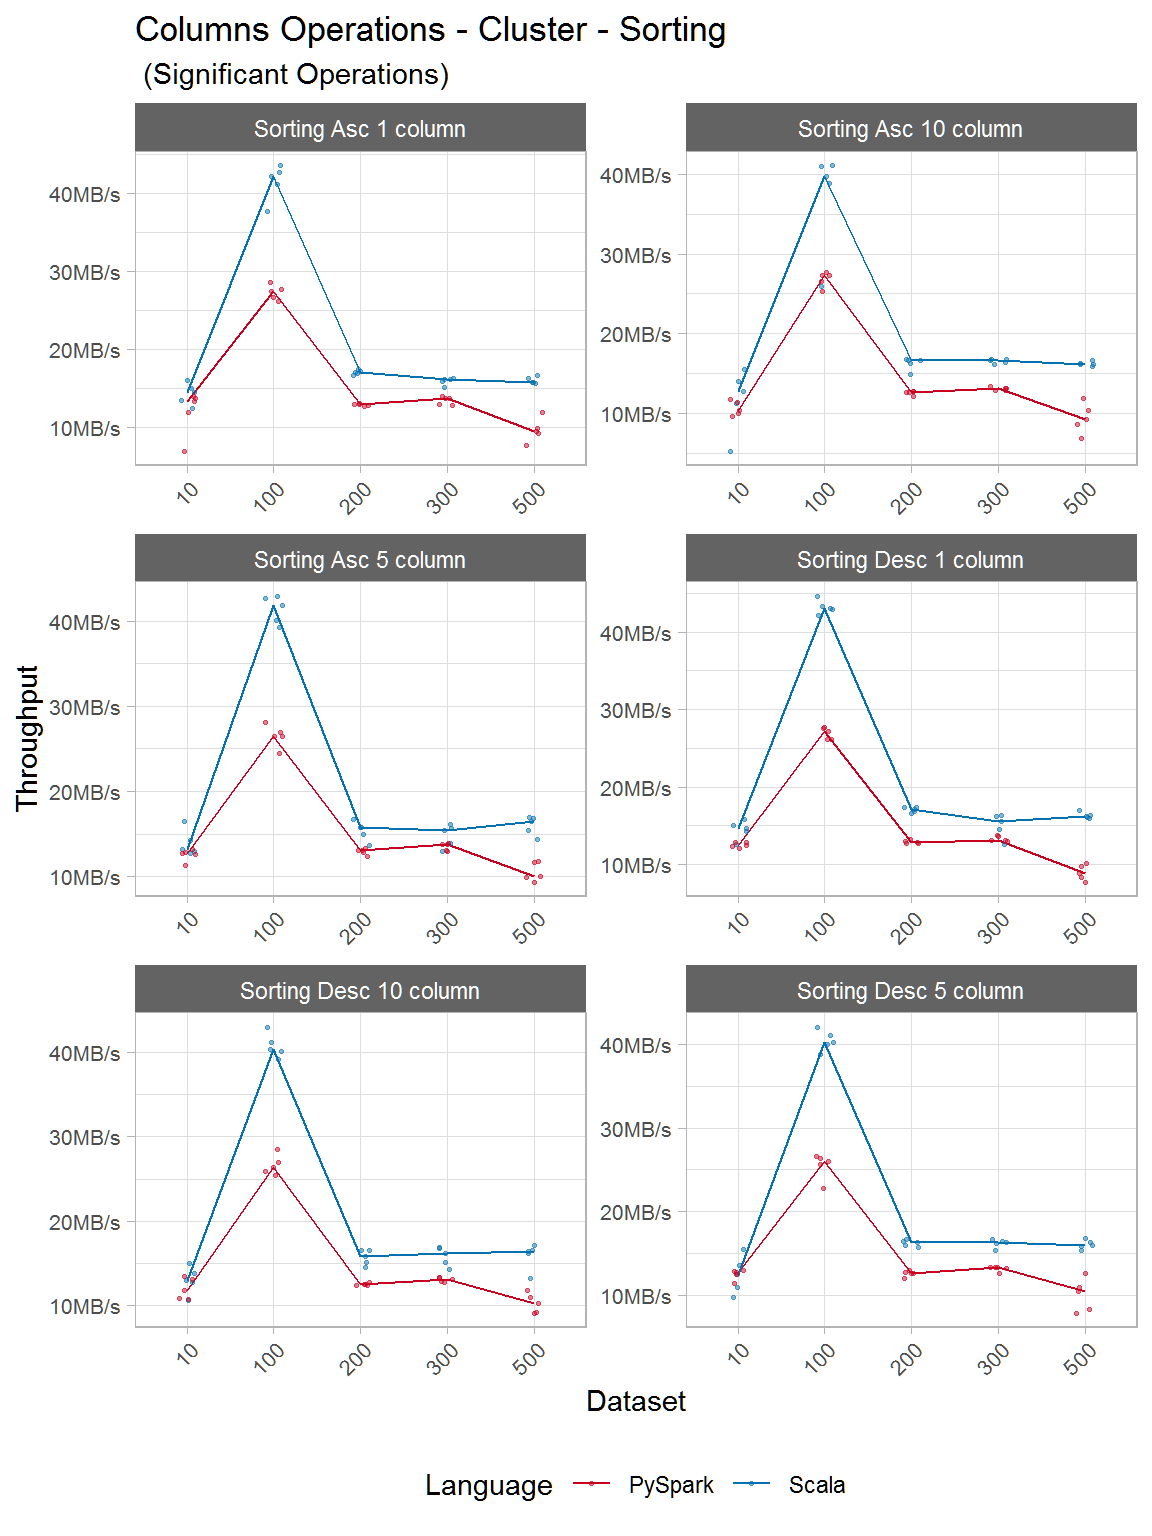 Columns Operations - Cluster - Sorting
(Significant Operations)
Sorting Asc 1 column
40MB/s
30MB/s
20MB/s
10MB/s
10
100
200
300
500
Sorting Asc 10 column
40MB/s
30MB/s
20MB/s
10MB/s
10
100
200
300
500
Sorting Asc 5 column
40MB/s
30MB/s
20MB/s
10MB/s
10
100
200
300
500
Sorting Desc 1 column
40MB/s
30MB/s
20MB/s
10MB/s
10
100
200
300
500
Throughput
Sorting Desc 10 column
40MB/s
30MB/s
20MB/s
10MB/s
10
100
200
300
500
Sorting Desc 5 column
40MB/s
30MB/s
20MB/s
10MB/s
10
100
200
300
500
Dataset
Language PySpark Scala